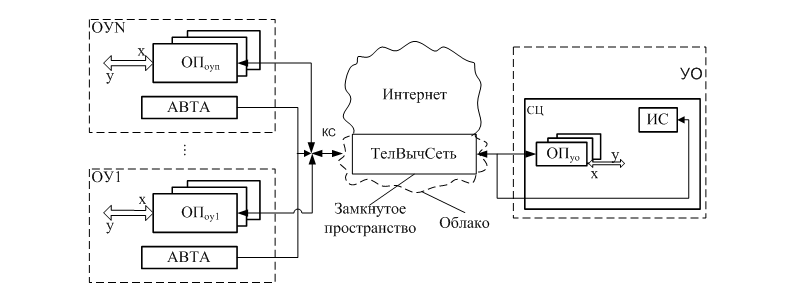 ОУN
x
y
ОПоуn
АВТА
...
ОУ1
x
y
ОПоу1
АВТА
КС
Интернет
ТелВычСеть
Замкнутое
пространство
Облако
УО
СЦ
ИС
ОПуо
y
x